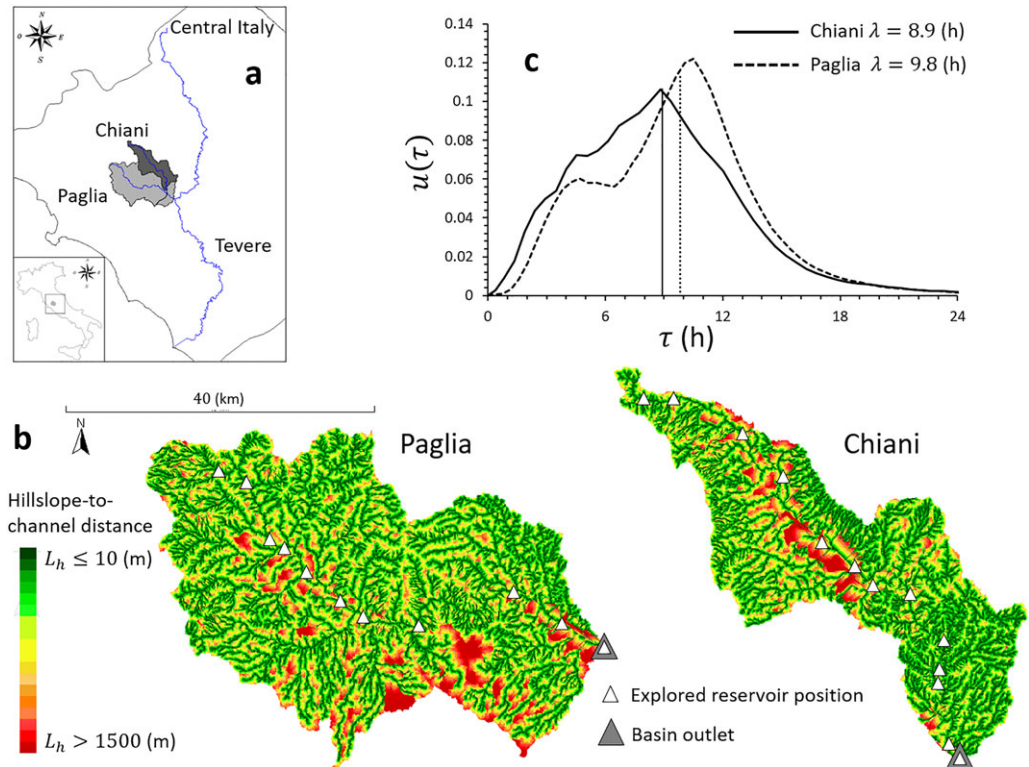 Central Italy
O
E
S
a
Chiani
Paglia
Tevere
c
Chiani λ = 8.9 (h)
Paglia λ = 9.8 (h)
u(τ)
0.14
0.12
0.1
0.08
0.06
0.04
0.02
0
0 6 12 18 24
τ (h)
40 (km)
b
N
Paglia
Chiani
Hillslope-to-
channel distance
L_h ≤ 10 (m)
L_h > 1500 (m)
Explored reservoir position
Basin outlet